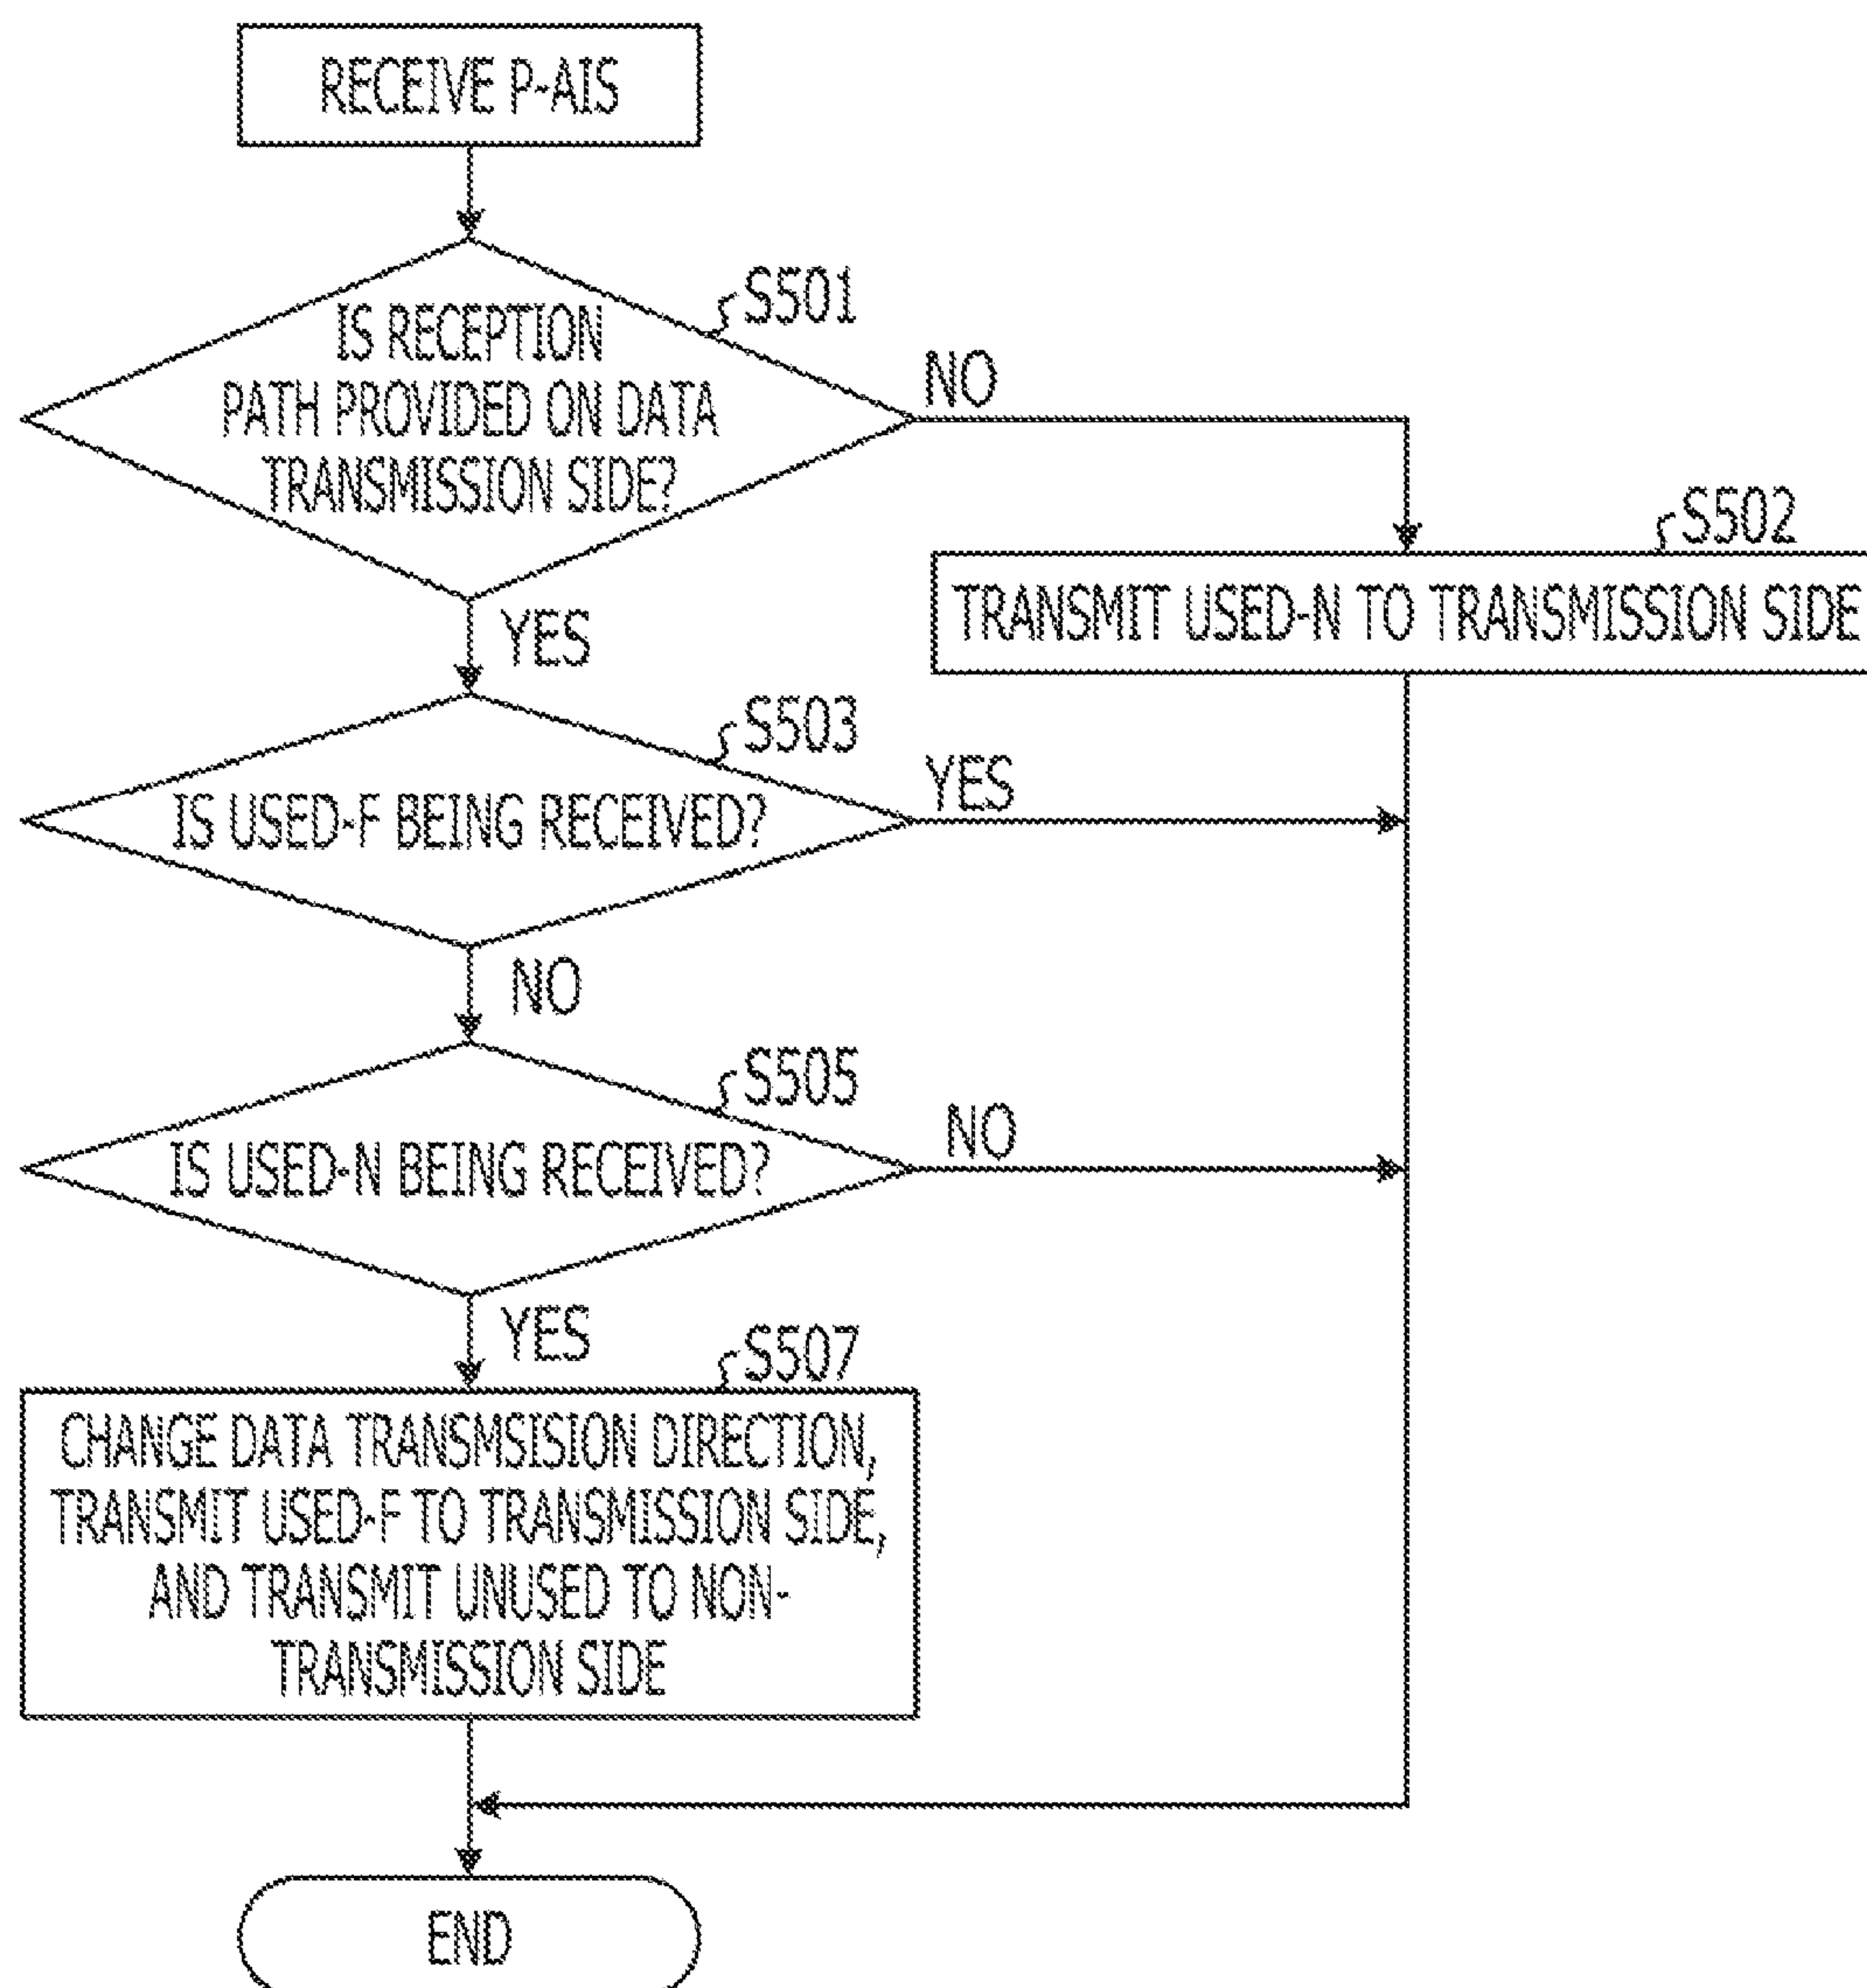 RECEIVE P-AIS
S501
IS RECEPTION
PATH PROVIDED ON DATA
TRANSMISSION SIDE?
NO
S502
TRANSMIT USED-N TO TRANSMISSION SIDE
YES
S503
IS USED-F BEING RECEIVED?
YES
NO
S505
IS USED-N BEING RECEIVED?
NO
YES
S507
CHANGE DATA TRANSMSISION DIRECTION,
TRANSMIT USED-F TO TRANSMISSION SIDE,
AND TRANSMIT UNUSED TO NON-
TRANSMISSION SIDE
END